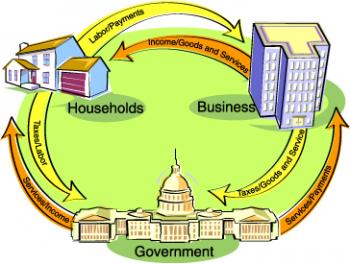 Labor/Payments
Income/Goods and Services
Households
Business
Taxes/Labor
Taxes/Goods and Service
Services/Income
Services/Payments
Government